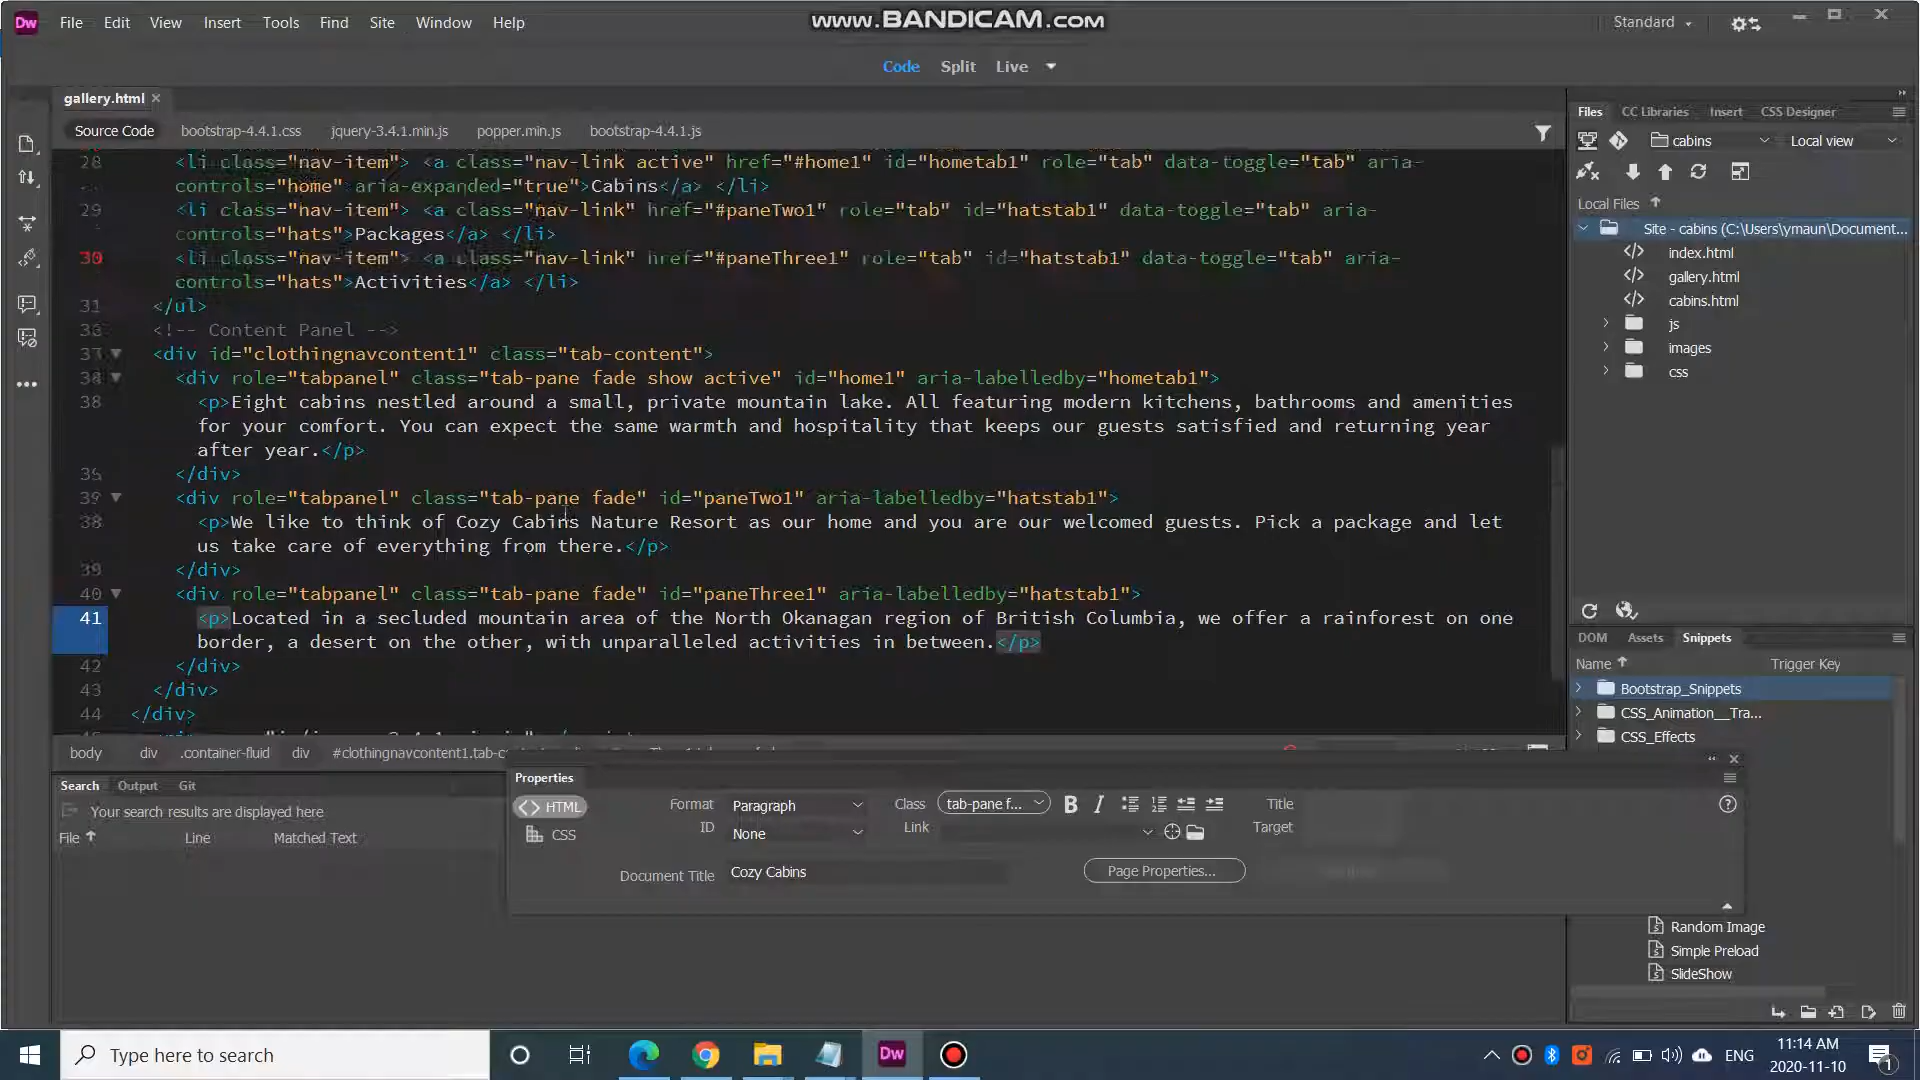 Dw File Edit View Insert Tools Find Site Window Help
www.BANDICAM.com
Standard
Code Split Live
gallery.html
Source Code bootstrap-4.4.1.css jquery-3.4.1.min.js popper.min.js bootstrap-4.4.1.js
28 <li class="nav-item"> <a class="nav-link active" href="#home1" id="hometab1" role="tab" data-toggle="tab" aria-
controls="home" aria-expanded="true">Cabins</a> </li>
29 <li class="nav-item"> <a class="nav-link" href="#paneTwo1" role="tab" id="hatstab1" data-toggle="tab" aria-
controls="hats">Packages</a> </li>
30 <li class="nav-item"> <a class="nav-link" href="#paneThree1" role="tab" id="hatstab1" data-toggle="tab" aria-
controls="hats">Activities</a> </li>
31 </ul>
<!-- Content Panel -->
<div id="clothingnavcontent1" class="tab-content">
<div role="tabpanel" class="tab-pane fade show active" id="home1" aria-labelledby="hometab1">
38 <p>Eight cabins nestled around a small, private mountain lake. All featuring modern kitchens, bathrooms and amenities
for your comfort. You can expect the same warmth and hospitality that keeps our guests satisfied and returning year
after year.</p>
</div>
39 <div role="tabpanel" class="tab-pane fade" id="paneTwo1" aria-labelledby="hatstab1">
38 <p>We like to think of Cozy Cabins Nature Resort as our home and you are our welcomed guests. Pick a package and let
us take care of everything from there.</p>
39 </div>
40 <div role="tabpanel" class="tab-pane fade" id="paneThree1" aria-labelledby="hatstab1">
41 <p>Located in a secluded mountain area of the North Okanagan region of British Columbia, we offer a rainforest on one
border, a desert on the other, with unparalleled activities in between.</p>
42 </div>
43 </div>
44 </div>
body div .container-fluid div #clothingnavcontent1.tab-c
Search Output Git
Your search results are displayed here
File Line Matched Text
Properties
HTML
CSS
Format Paragraph
ID None
Class tab-pane f...
Link
Title
Target
Document Title Cozy Cabins
Page Properties...
Files CC Libraries Insert CSS Designer
cabins Local view
Local Files
Site - cabins (C:\Users\ymaun\Document...
index.html
gallery.html
cabins.html
js
images
css
DOM Assets Snippets
Name Trigger Key
Bootstrap_Snippets
CSS_Animation__Tra...
CSS_Effects
Random Image
Simple Preload
SlideShow
Type here to search
Dw
ENG
11:14 AM
2020-11-10
1